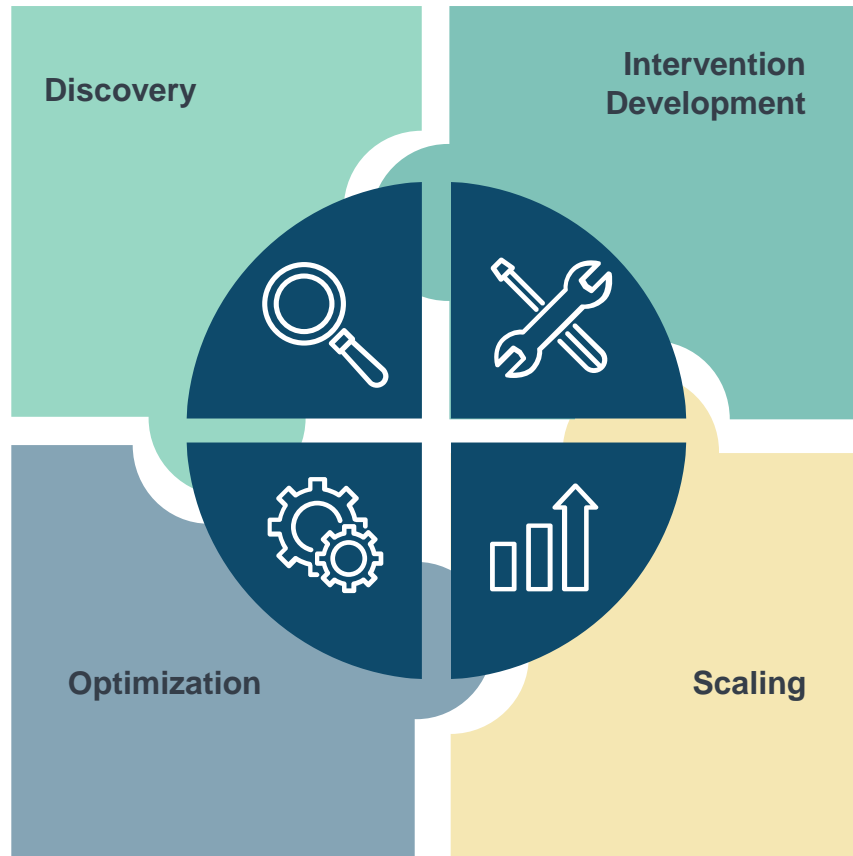 Discovery
Intervention
Development
Optimization
Scaling